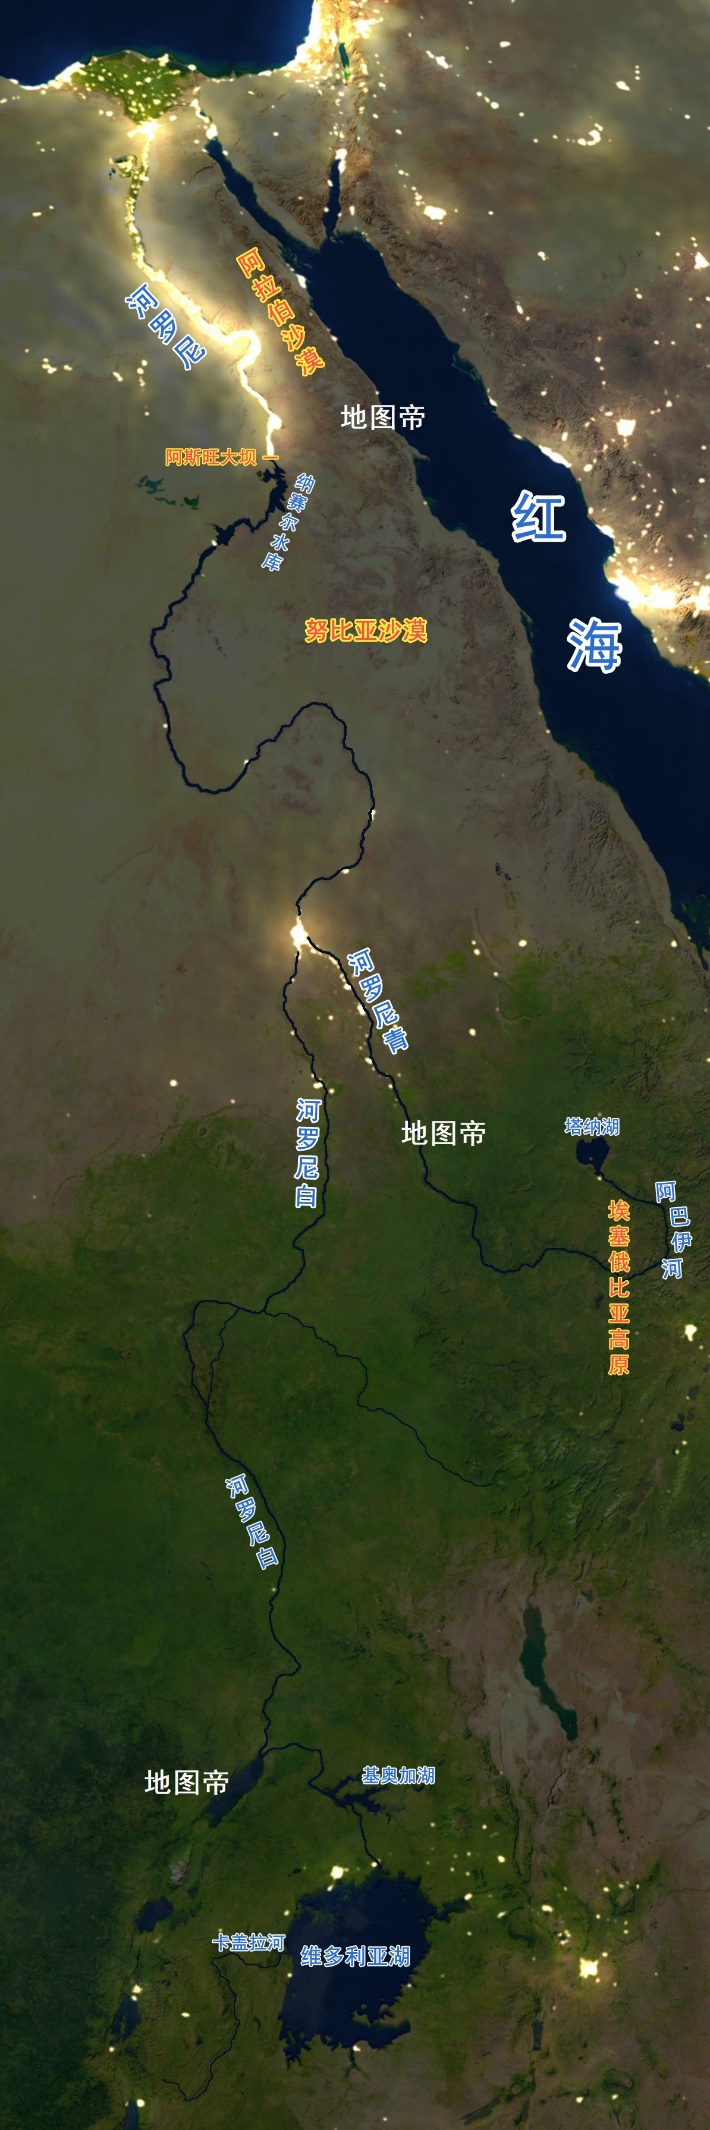 阿拉伯沙漠
尼罗河
地图帝
阿斯旺大坝
纳赛尔水库
红海
努比亚沙漠
青尼罗河
白尼罗河
地图帝
塔纳湖
阿巴伊河
埃塞俄比亚高原
白尼罗河
地图帝
基奥加湖
卡盖拉河
维多利亚湖